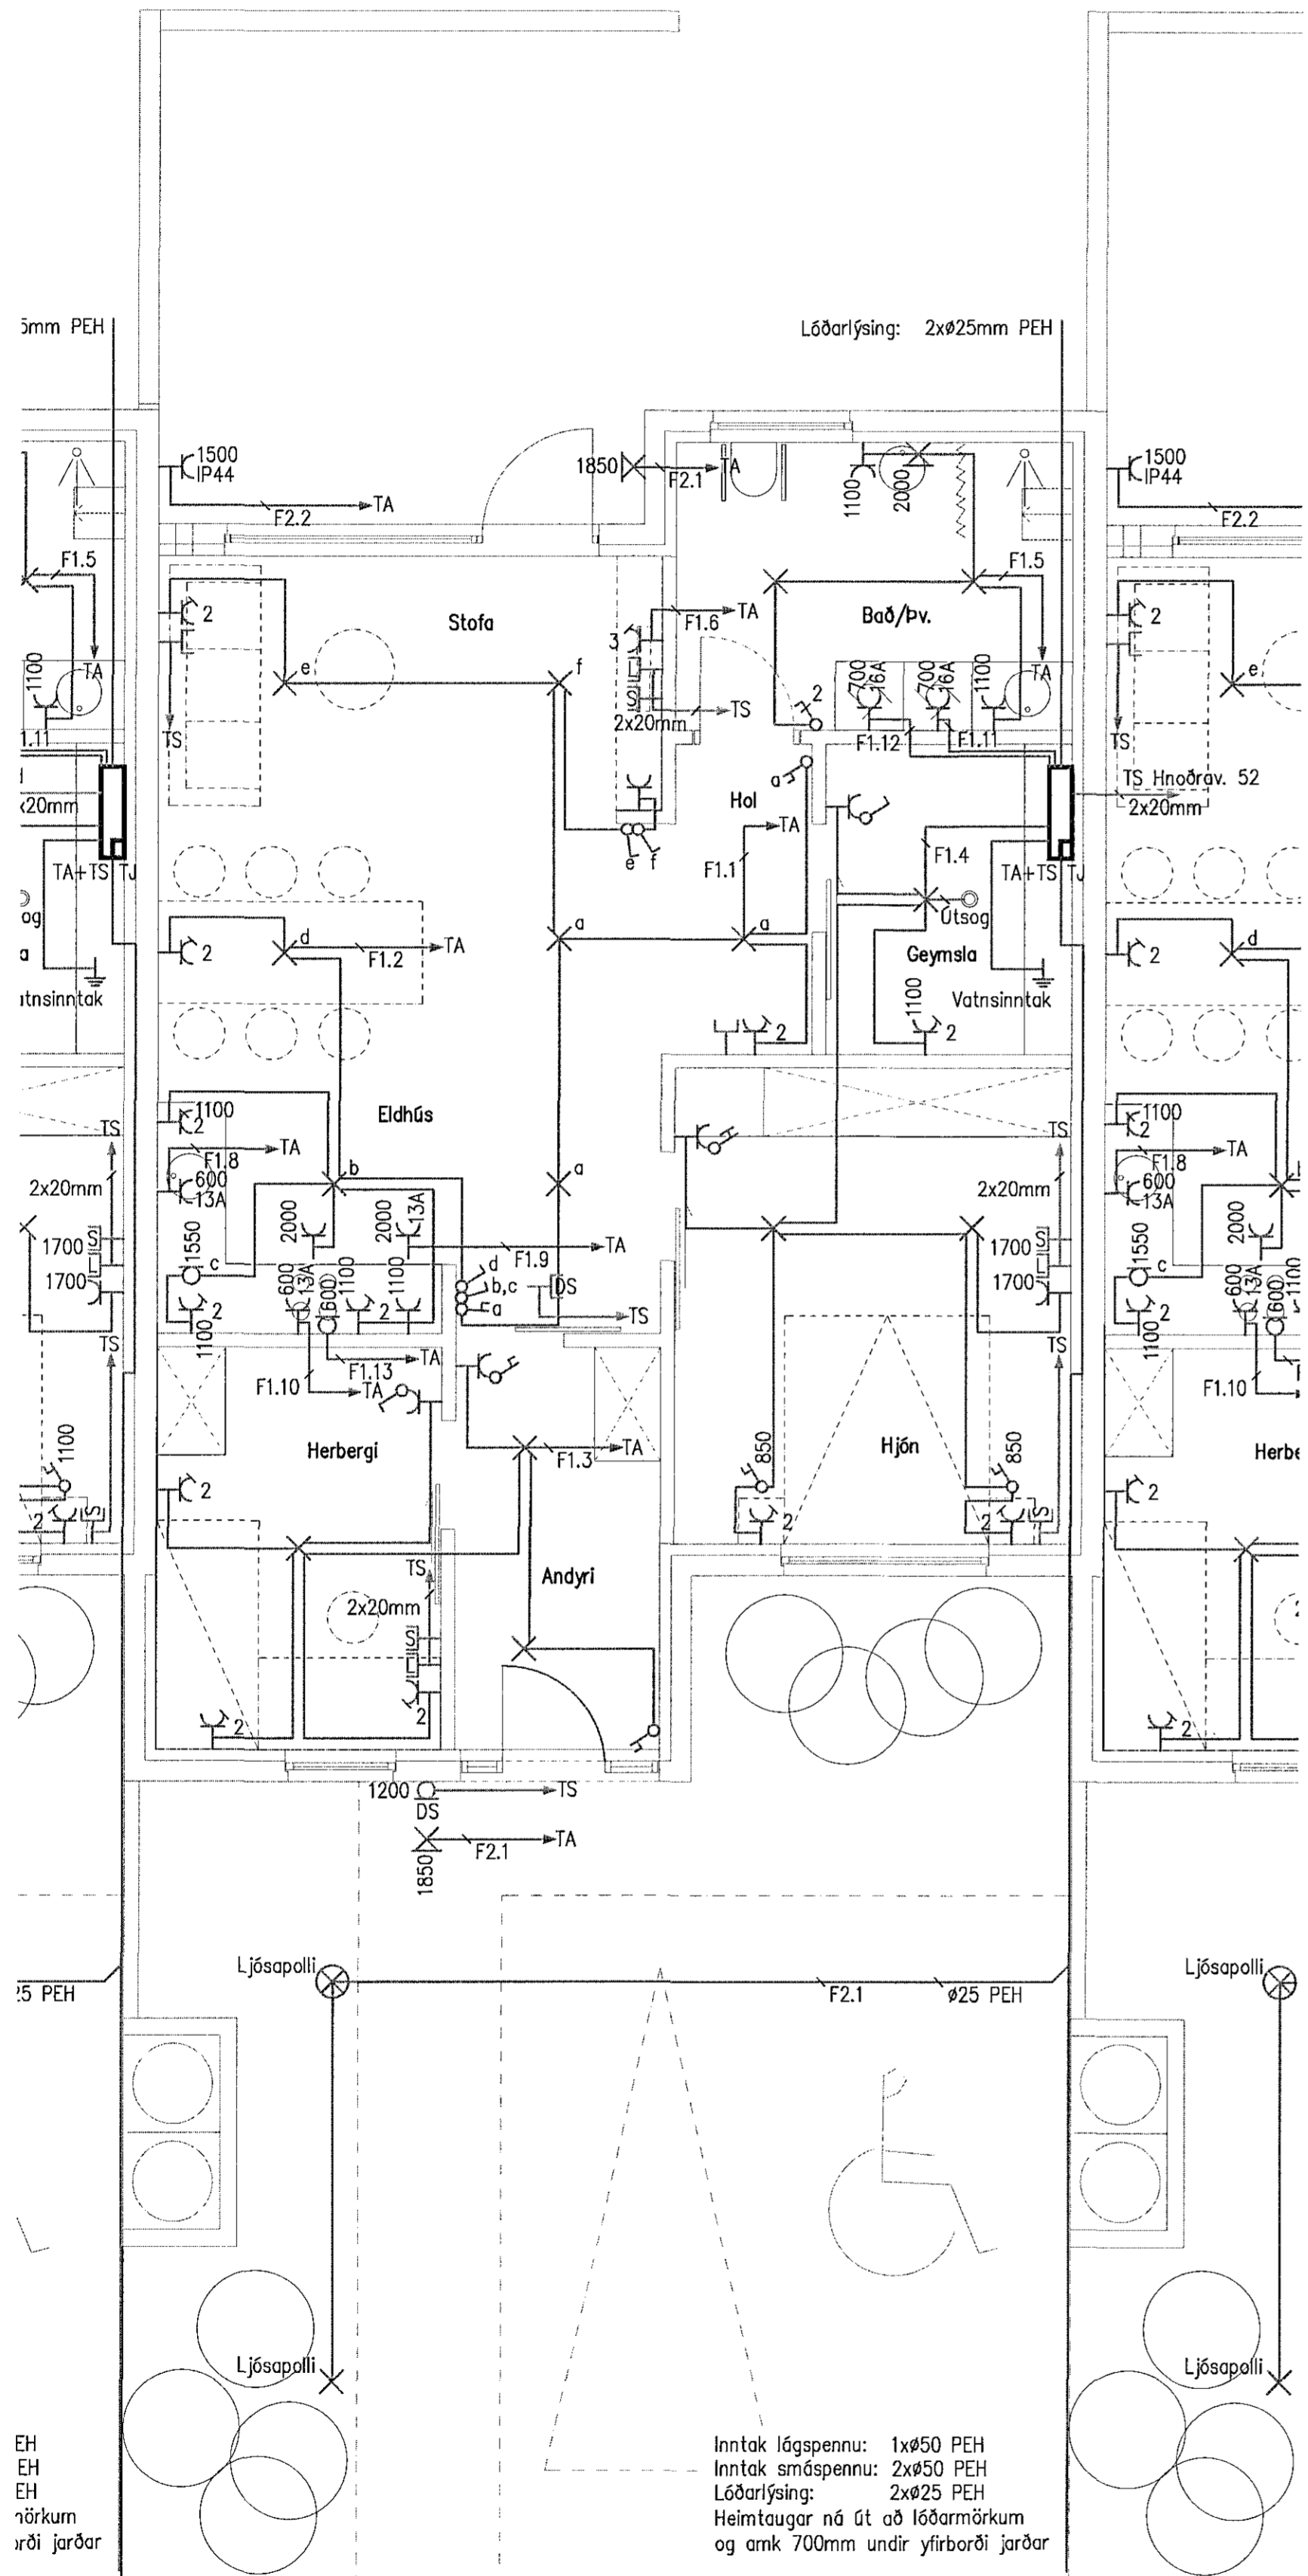 5mm PEH
Lóðarlýsing: 2xø25mm PEH
1500
IP44
F2.2
TA
1850
F2.1
TA
1100
2000
1500
IP44
F2.2
F1.5
TA
1100
1.11
2
TS
Stofa
e
f
3
L
S
F1.6
TA
TS
2x20mm
Bað/Þv.
F1.5
TA
2
700
16A
700
16A
1100
F1.12
F1.11
2
TS
e
x20mm
TA+TS TJ
og
a
atnsinntak
Hol
a
TA
F1.1
e f
F1.4
TA+TS TJ
TS Hnoðrav. 52
2x20mm
Útsog
Geymsla
Vatnsinntak
1100
2
2
d
F1.2
TA
a
a
2
2
d
Eldhús
1100
2
F1.8
TA
600
13A
b
a
1550
c
2000
2000
13A
F1.9
TA
d
b,c
a
DS
TS
1100
2
600
13A
1600
1100
2
1100
F1.13
TA
F1.10
TA
TS
2x20mm
1700 S
L
1700
TS
1100
2
S
TS
2x20mm
1700 S
L
1700
TS
1100
2
F1.8
TA
600
13A
1550
c
2000
1100
2
600
13A
1600
1100
F1.10
Herbergi
2
F1.3
TA
Hjón
850
2
850
2
S
Herbe
2
Andyri
TS
2x20mm
S
L
2
2
2
1200
DS
TS
F2.1
TA
1850
Ljósapolli
F2.1
ø25 PEH
Ljósapolli
25 PEH
Ljósapolli
Ljósapolli
EH
EH
EH
mörkum
rði jarðar
Inntak lágspennu: 1xø50 PEH
Inntak smáspennu: 2xø50 PEH
Lóðarlýsing: 2xø25 PEH
Heimtaugar ná út að lóðarmörkum
og amk 700mm undir yfirborði jarðar